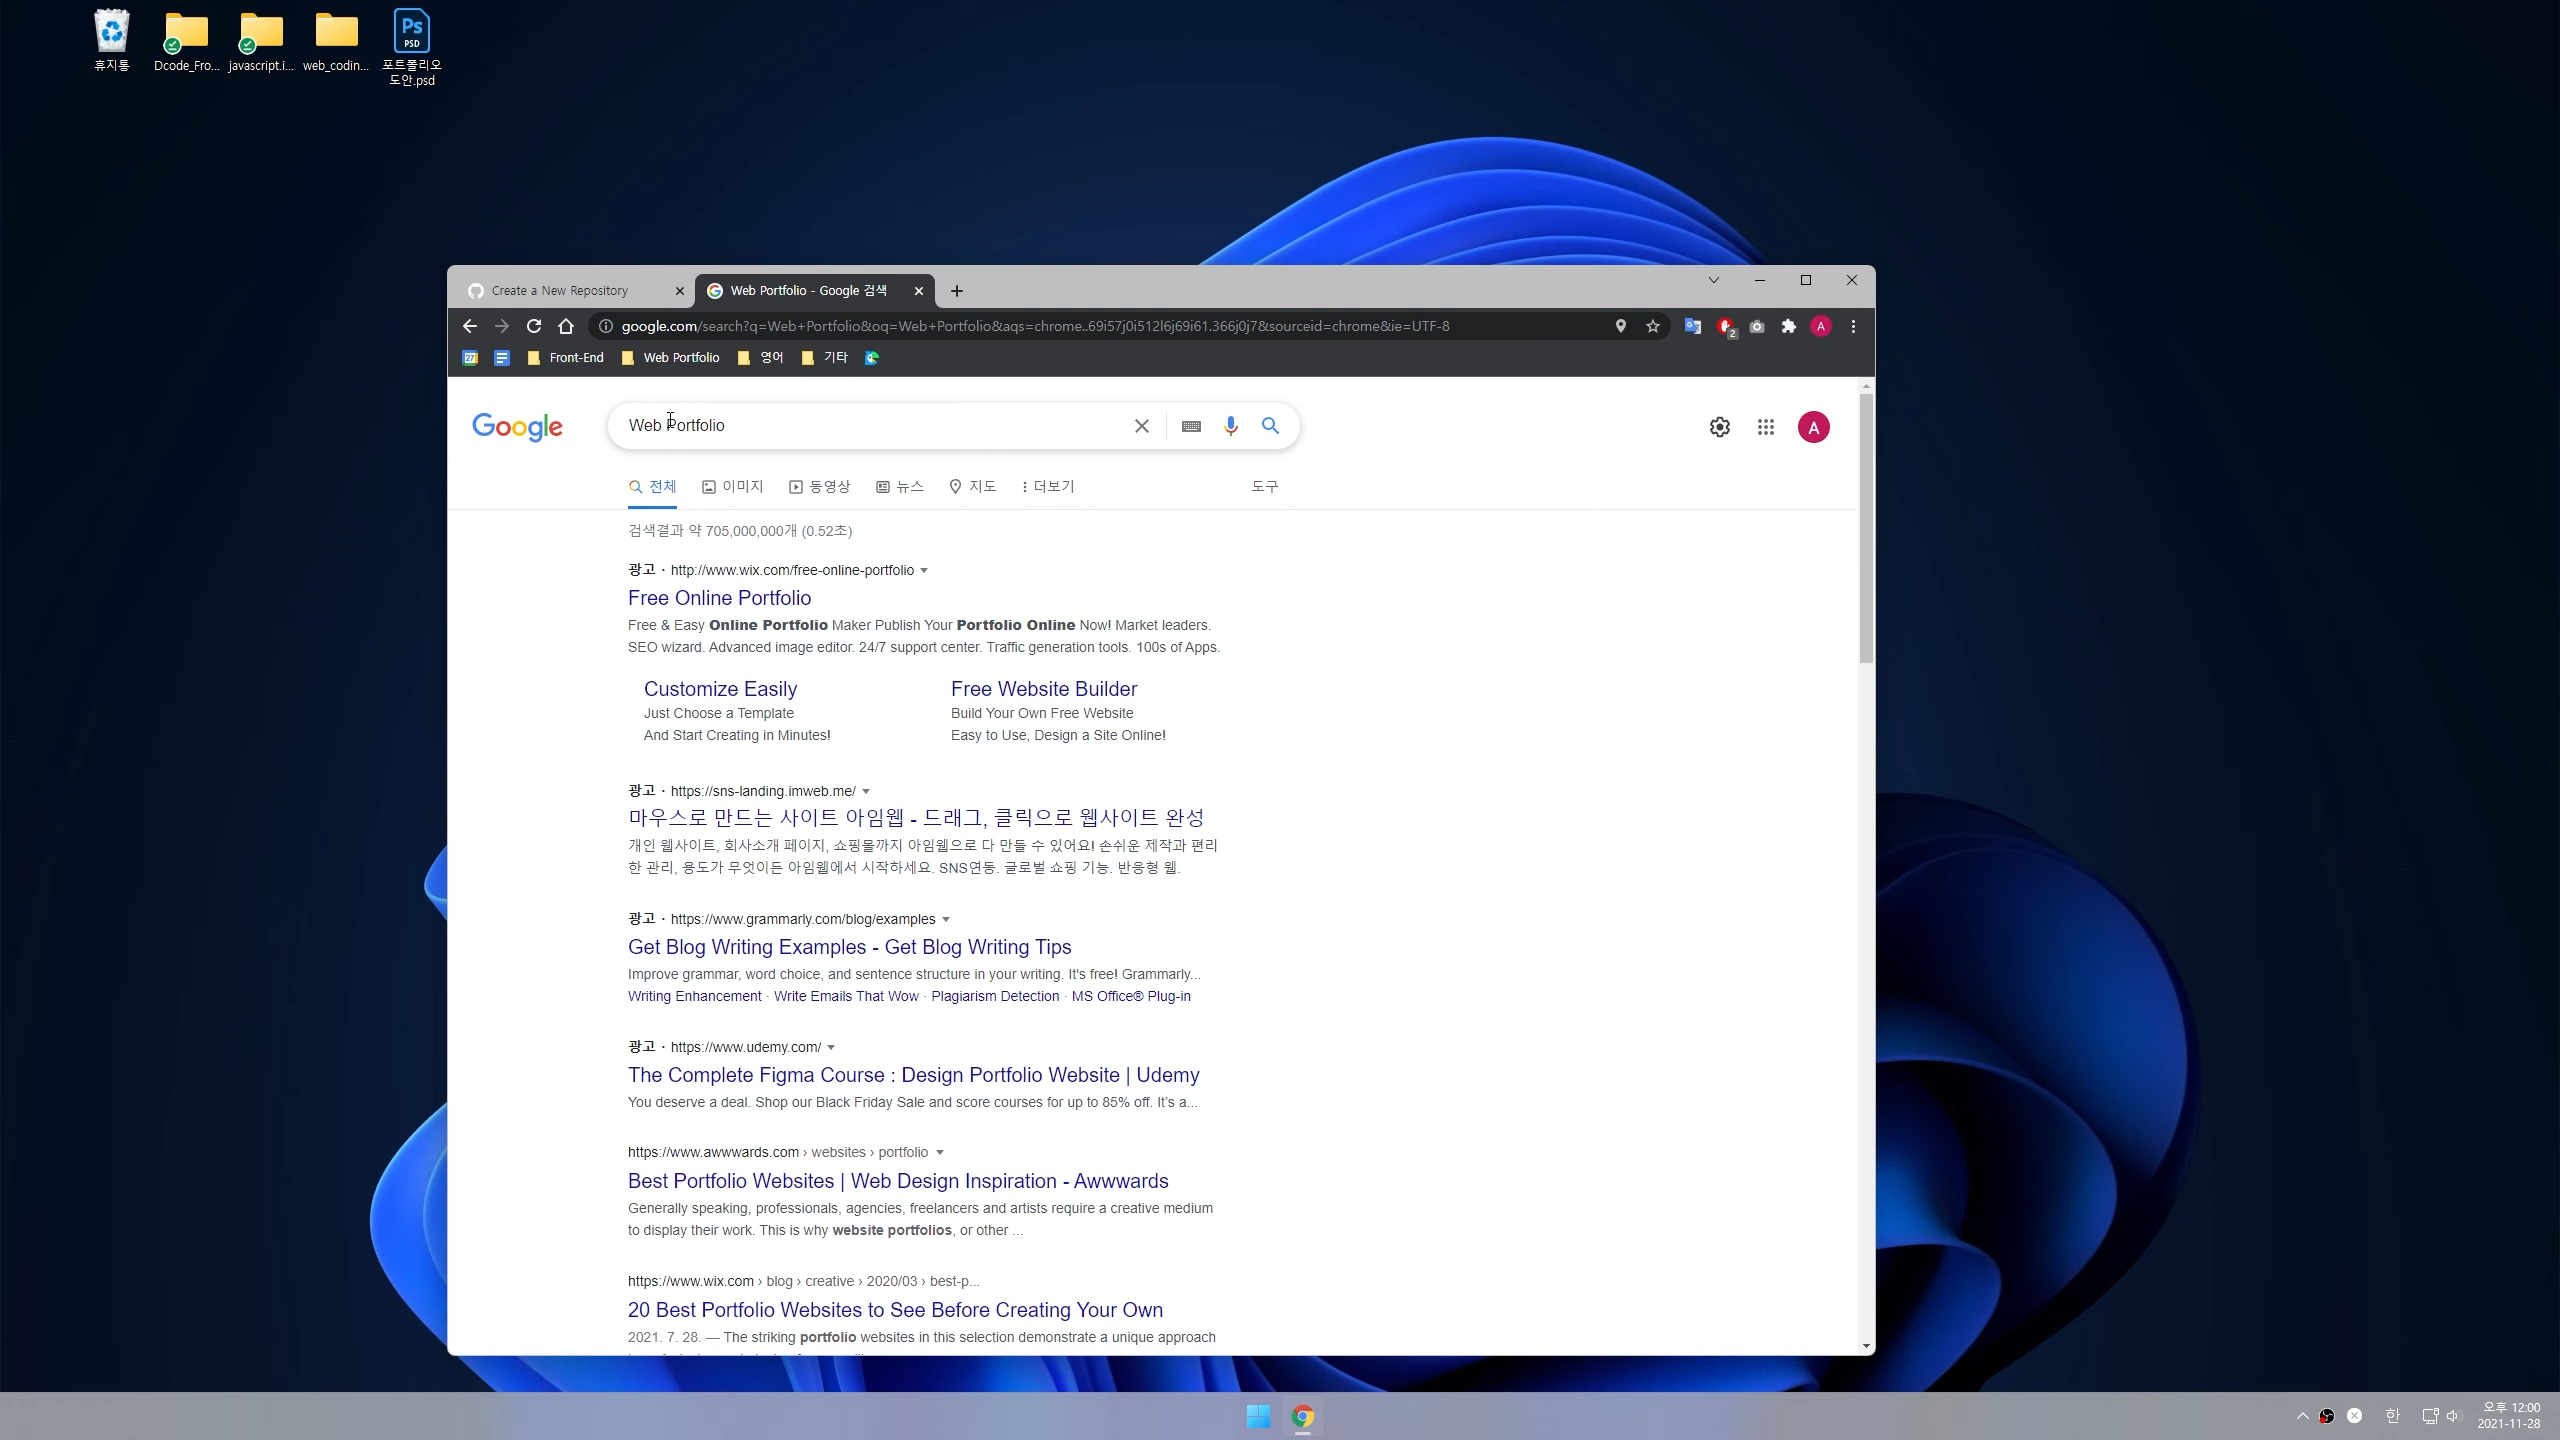 휴지통
Dcode_Fro...
javascript.i...
web_codin...
포트폴리오
도안.psd
Ps
PSD
Create a New Repository
Web Portfolio - Google 검색
google.com/search?q=Web+Portfolio&oq=Web+Portfolio&aqs=chrome..69i57j0i512l6j69i61.366j0j7&sourceid=chrome&ie=UTF-8
2
A
27
Front-End
Web Portfolio
영어
기타
Google
Web Portfolio
A
전체
이미지
동영상
뉴스
지도
더보기
도구
검색결과 약 705,000,000개 (0.52초)
광고 · http://www.wix.com/free-online-portfolio
Free Online Portfolio
Free & Easy Online Portfolio Maker Publish Your Portfolio Online Now! Market leaders.
SEO wizard. Advanced image editor. 24/7 support center. Traffic generation tools. 100s of Apps.
Customize Easily
Just Choose a Template
And Start Creating in Minutes!
Free Website Builder
Build Your Own Free Website
Easy to Use, Design a Site Online!
광고 · https://sns-landing.imweb.me/
마우스로 만드는 사이트 아임웹 - 드래그, 클릭으로 웹사이트 완성
개인 웹사이트, 회사소개 페이지, 쇼핑몰까지 아임웹으로 다 만들 수 있어요! 손쉬운 제작과 편리
한 관리, 용도가 무엇이든 아임웹에서 시작하세요. SNS연동. 글로벌 쇼핑 기능. 반응형 웹.
광고 · https://www.grammarly.com/blog/examples
Get Blog Writing Examples - Get Blog Writing Tips
Improve grammar, word choice, and sentence structure in your writing. It's free! Grammarly...
Writing Enhancement · Write Emails That Wow · Plagiarism Detection · MS Office® Plug-in
광고 · https://www.udemy.com/
The Complete Figma Course : Design Portfolio Website | Udemy
You deserve a deal. Shop our Black Friday Sale and score courses for up to 85% off. It's a...
https://www.awwwards.com › websites › portfolio
Best Portfolio Websites | Web Design Inspiration - Awwwards
Generally speaking, professionals, agencies, freelancers and artists require a creative medium
to display their work. This is why website portfolios, or other ...
https://www.wix.com › blog › creative › 2020/03 › best-p...
20 Best Portfolio Websites to See Before Creating Your Own
2021. 7. 28. — The striking portfolio websites in this selection demonstrate a unique approach
한
오후 12:00
2021-11-28